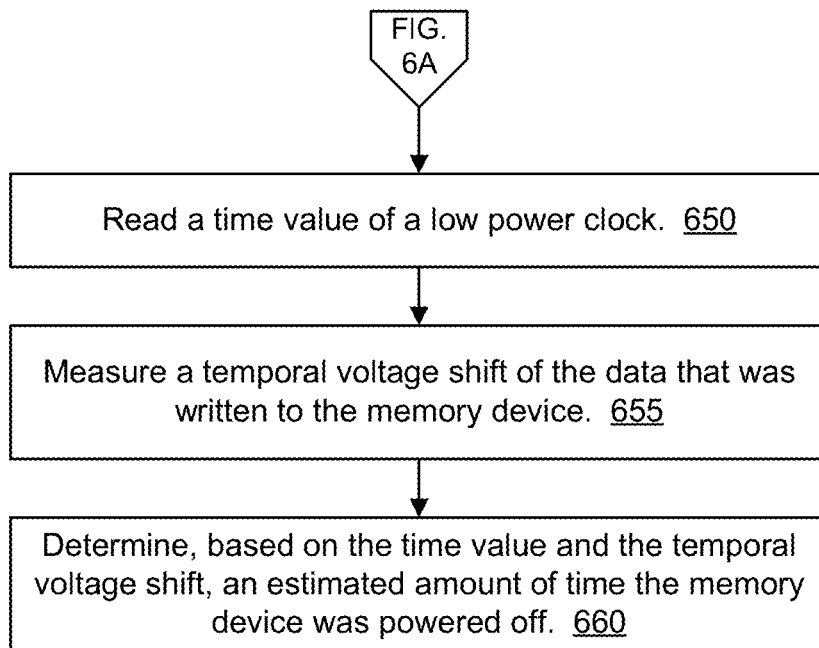 FIG.
6A
Read a time value of a low power clock. 650
Measure a temporal voltage shift of the data that was
written to the memory device. 655
Determine, based on the time value and the temporal
voltage shift, an estimated amount of time the memory
device was powered off. 660